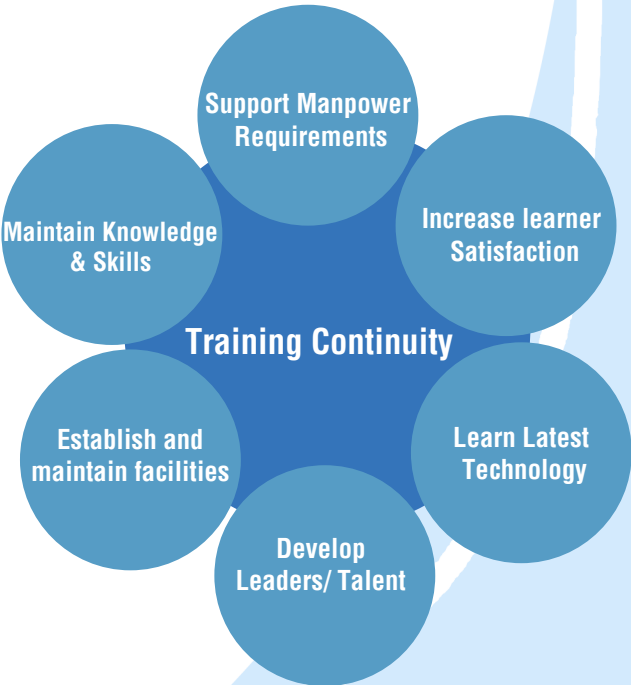 Support Manpower
Requirements
Increase learner
Satisfaction
Learn Latest
Technology
Develop
Leaders/ Talent
Establish and
maintain facilities
Maintain Knowledge
& Skills
Training Continuity